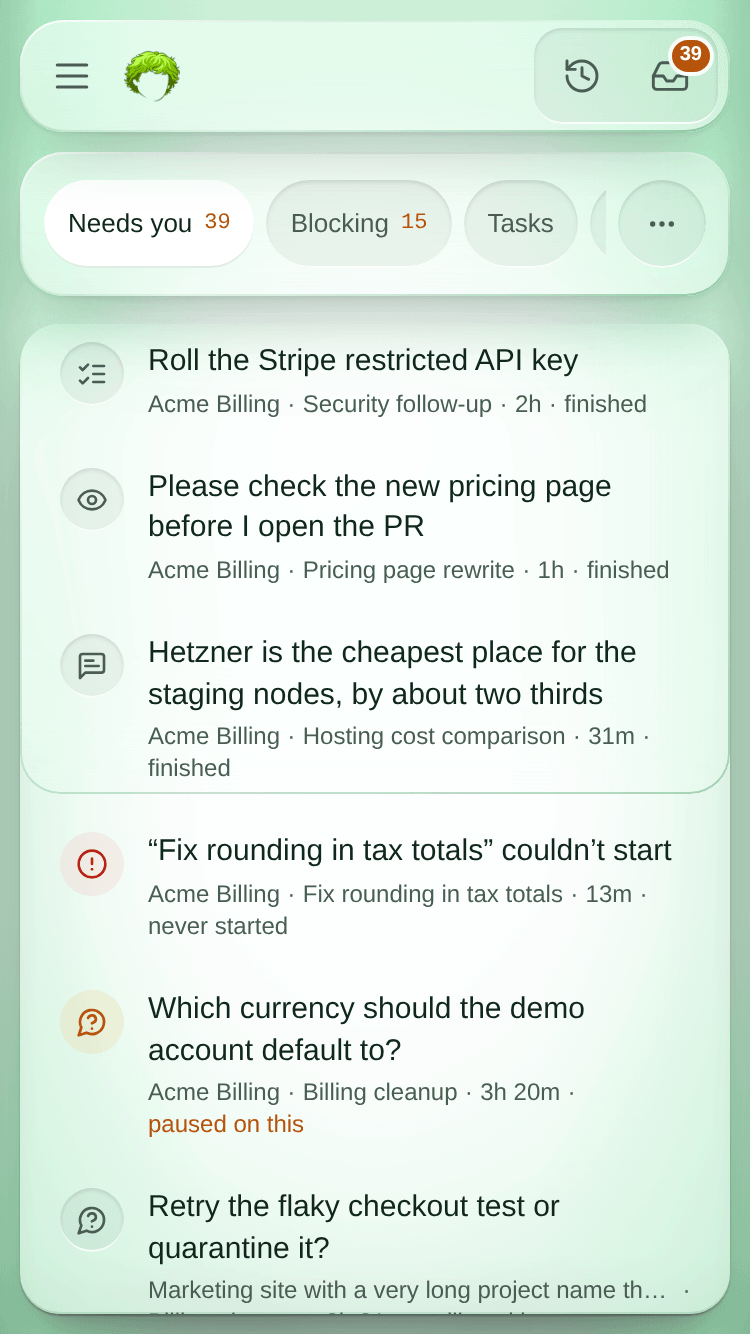 39
Needs you 39 Blocking 15 Tasks
Roll the Stripe restricted API key
Acme Billing · Security follow-up · 2h · finished
Please check the new pricing page
before I open the PR
Acme Billing · Pricing page rewrite · 1h · finished
Hetzner is the cheapest place for the
staging nodes, by about two thirds
Acme Billing · Hosting cost comparison · 31m ·
finished
“Fix rounding in tax totals” couldn’t start
Acme Billing · Fix rounding in tax totals · 13m ·
never started
Which currency should the demo
account default to?
Acme Billing · Billing cleanup · 3h 20m ·
paused on this
Retry the flaky checkout test or
quarantine it?
Marketing site with a very long project name th… ·